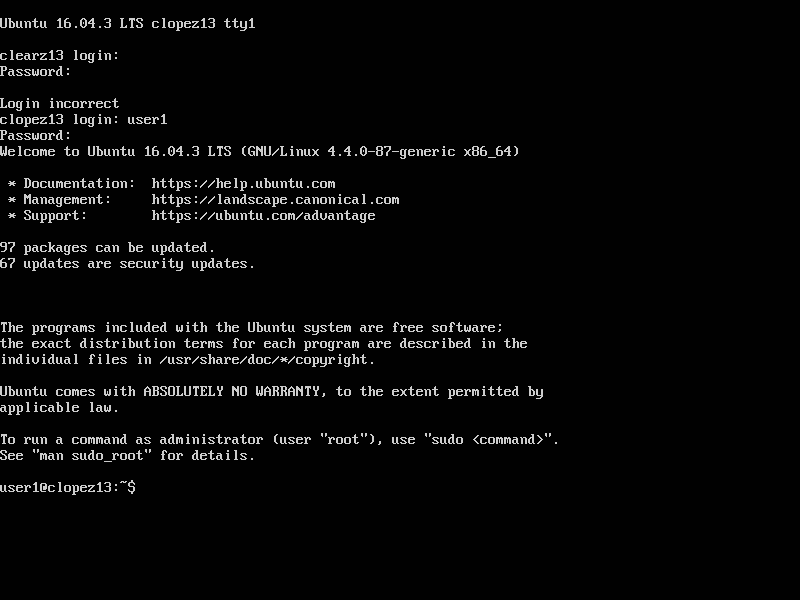 Ubuntu 16.04.3 LTS clopez13 tty1
clearz13 login:
Password:
Login incorrect
clopez13 login: user1
Password:
Welcome to Ubuntu 16.04.3 LTS (GNU/Linux 4.4.0-87-generic x86_64)
* Documentation:  https://help.ubuntu.com
* Management:     https://landscape.canonical.com
* Support:        https://ubuntu.com/advantage
97 packages can be updated.
67 updates are security updates.
The programs included with the Ubuntu system are free software;
the exact distribution terms for each program are described in the
individual files in /usr/share/doc/*/copyright.
Ubuntu comes with ABSOLUTELY NO WARRANTY, to the extent permitted by
applicable law.
To run a command as administrator (user "root"), use "sudo <command>".
See "man sudo_root" for details.
user1@clopez13:~$